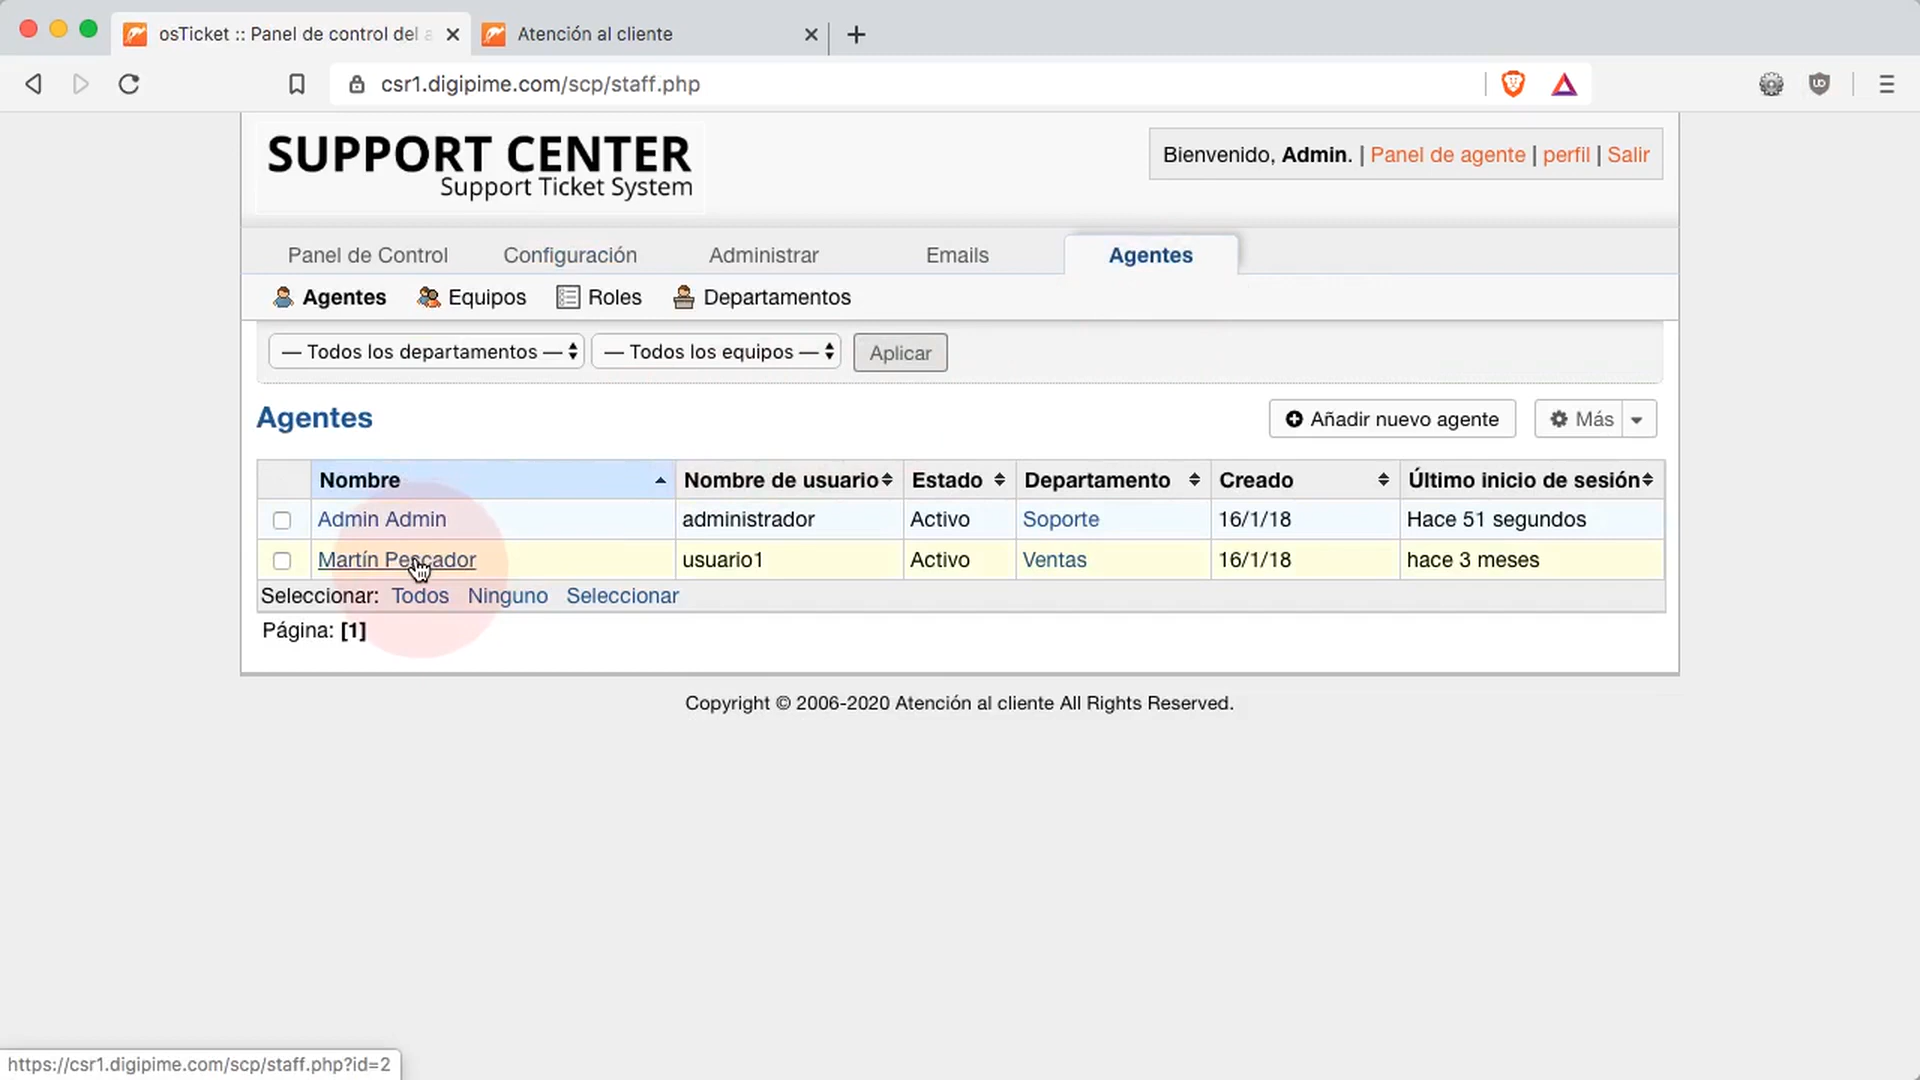 osTicket :: Panel de control del a
Atención al cliente
csr1.digipime.com/scp/staff.php
SUPPORT CENTER
Support Ticket System
Bienvenido, Admin. | Panel de agente | perfil | Salir
Panel de Control Configuración Administrar Emails Agentes
Agentes Equipos Roles Departamentos
— Todos los departamentos — — Todos los equipos — Aplicar
Agentes
Añadir nuevo agente Más
Nombre Nombre de usuario Estado Departamento Creado Último inicio de sesión
Admin Admin administrador Activo Soporte 16/1/18 Hace 51 segundos
Martín Pescador usuario1 Activo Ventas 16/1/18 hace 3 meses
Seleccionar: Todos Ninguno Seleccionar
Página: [1]
Copyright © 2006-2020 Atención al cliente All Rights Reserved.
https://csr1.digipime.com/scp/staff.php?id=2